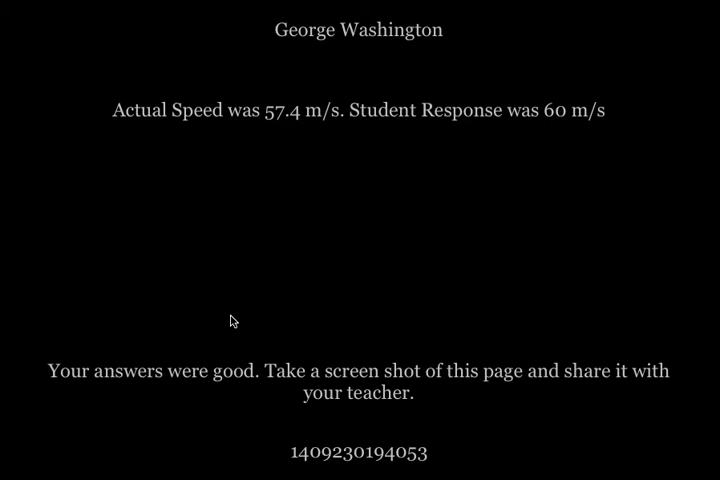 George Washington
Actual Speed was 57.4 m/s. Student Response was 60 m/s
Your answers were good. Take a screen shot of this page and share it with
your teacher.
1409230194053